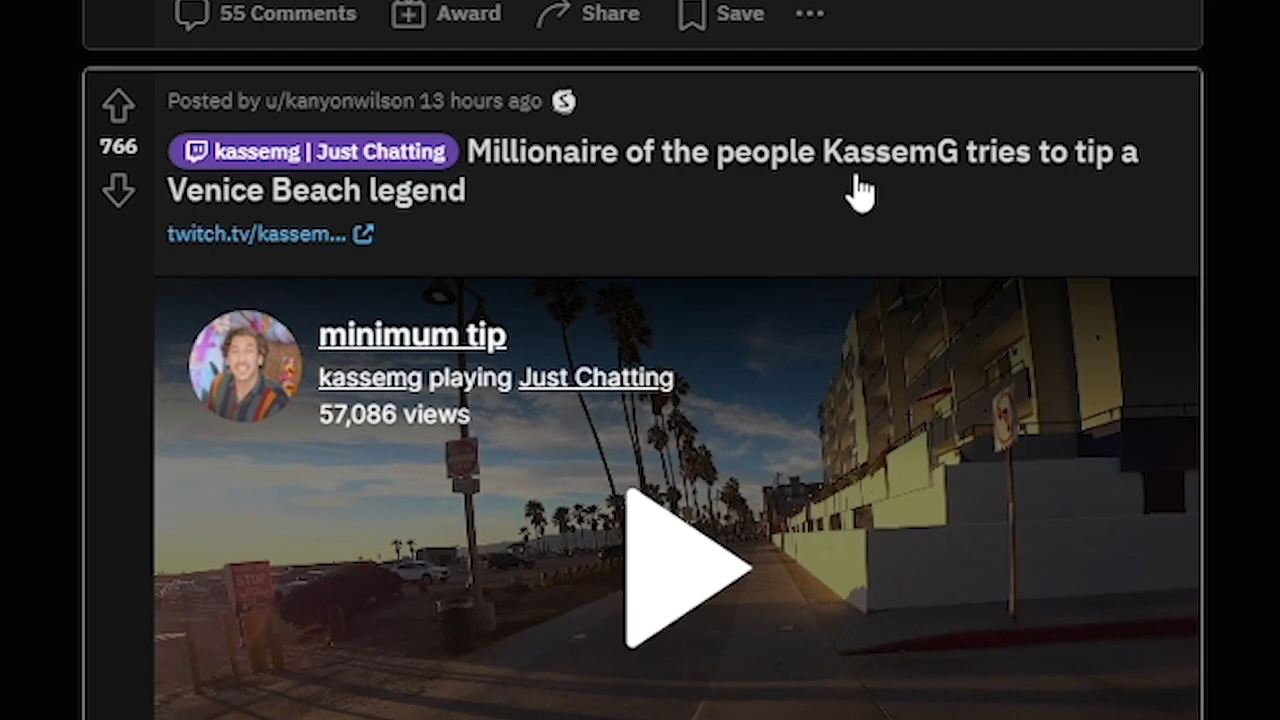 55 Comments Award Share Save
Posted by u/kanyonwilson 13 hours ago
766
kassemg | Just Chatting Millionaire of the people KassemG tries to tip a
Venice Beach legend
twitch.tv/kassem...
minimum tip
kassemg playing Just Chatting
57,086 views
STOP